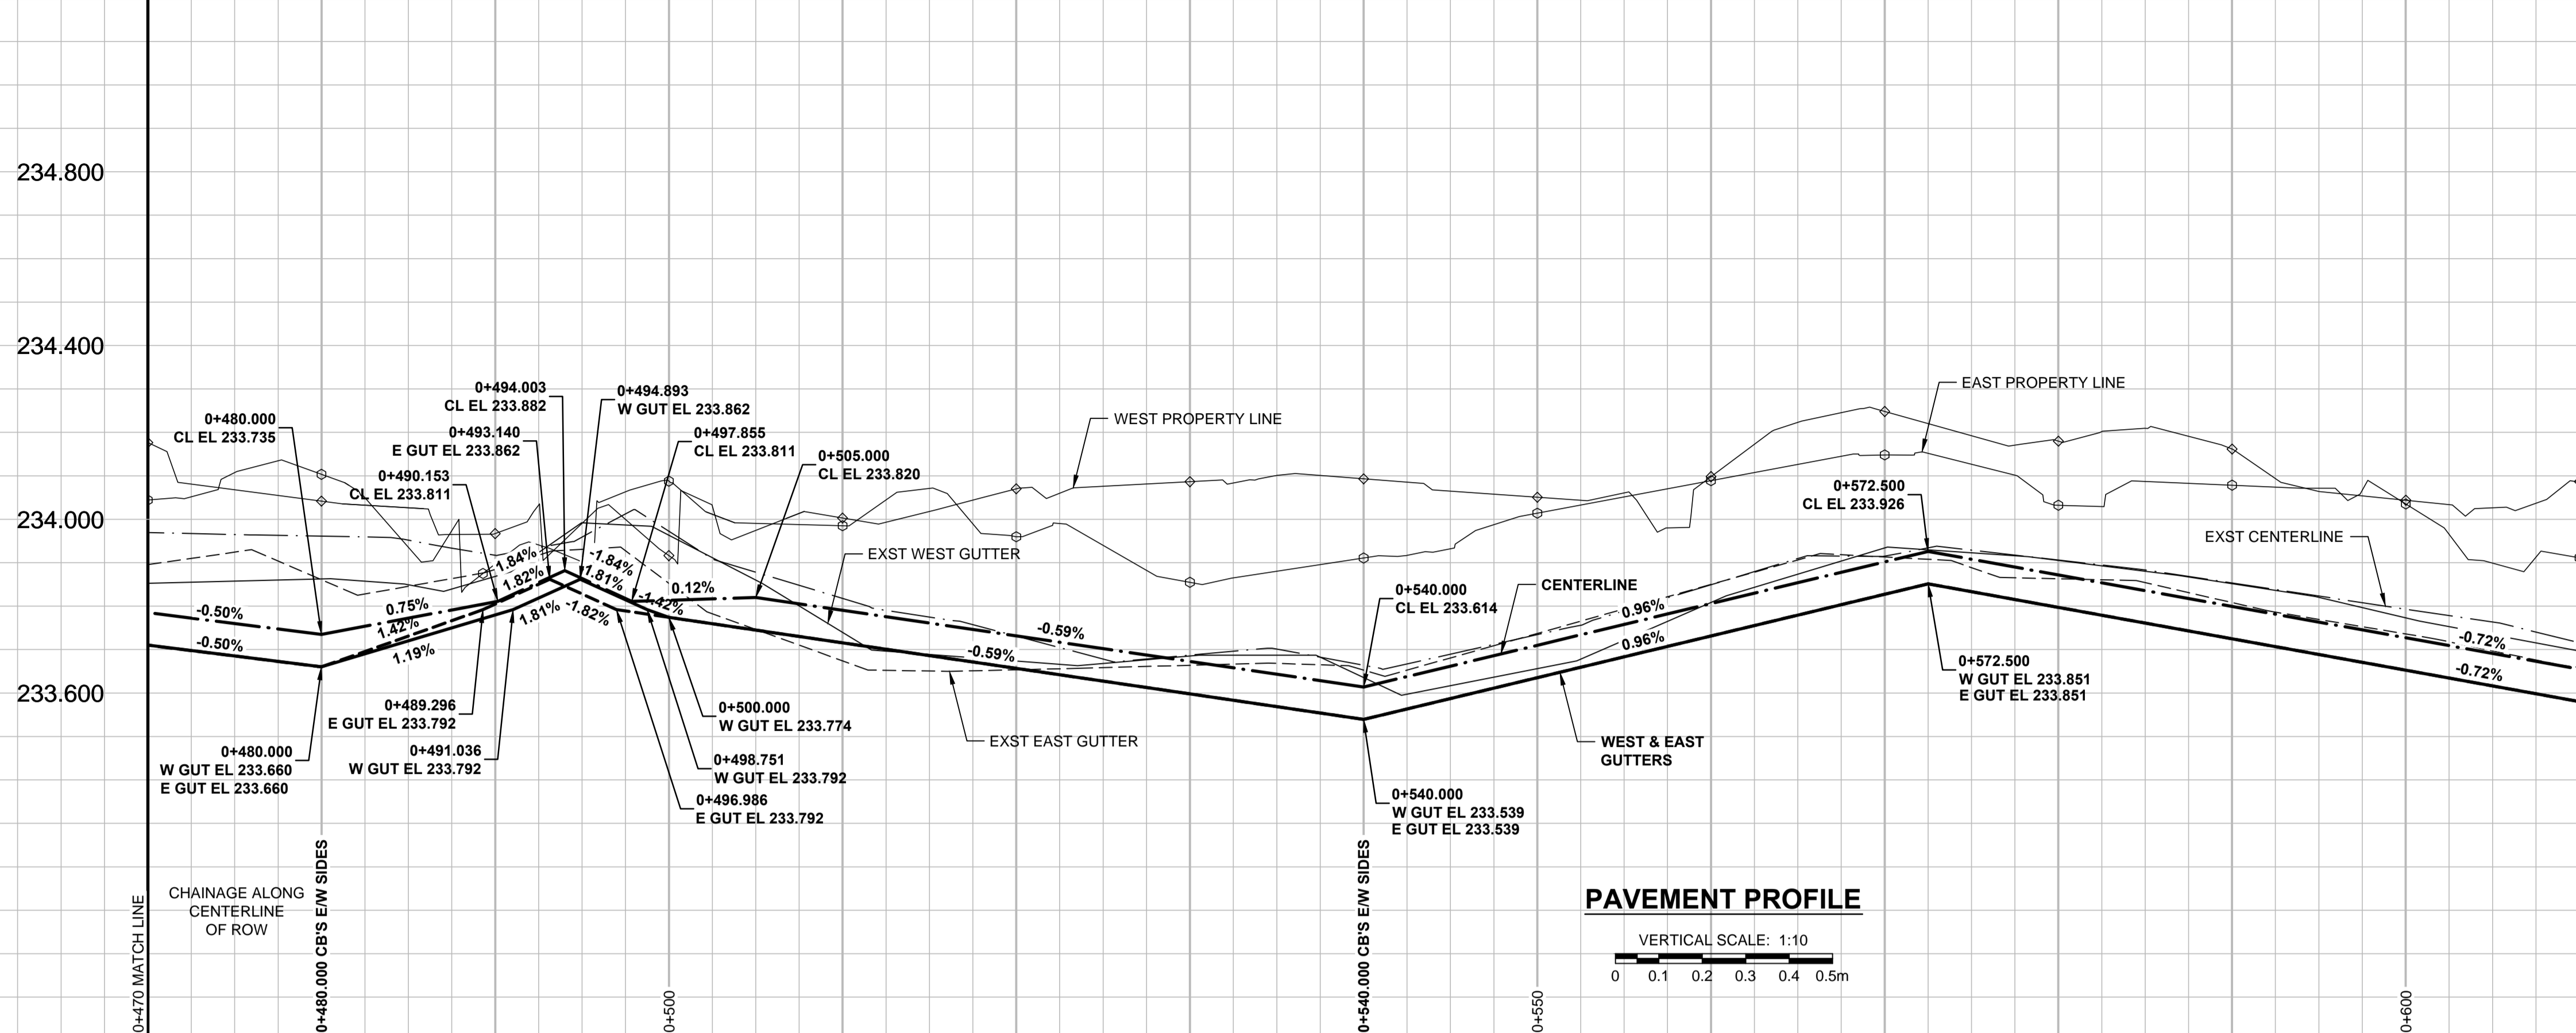 234.800
234.400
234.000
233.600
0+480.000
CL EL 233.735
0+494.003
CL EL 233.882
0+493.140
E GUT EL 233.862
0+490.153
CL EL 233.811
0+494.893
W GUT EL 233.862
0+497.855
CL EL 233.811
0+505.000
CL EL 233.820
WEST PROPERTY LINE
EAST PROPERTY LINE
0+572.500
CL EL 233.926
EXST CENTERLINE
EXST WEST GUTTER
CENTERLINE
0+540.000
CL EL 233.614
-0.50%
-0.50%
0.75%
1.42%
1.19%
1.84%
1.82%
1.81%
-1.84%
-1.81%
-1.42%
-1.82%
0.12%
-0.59%
-0.59%
0.96%
0.96%
-0.72%
-0.72%
0+489.296
E GUT EL 233.792
0+480.000
W GUT EL 233.660
E GUT EL 233.660
0+491.036
W GUT EL 233.792
0+500.000
W GUT EL 233.774
0+498.751
W GUT EL 233.792
0+496.986
E GUT EL 233.792
EXST EAST GUTTER
0+540.000
W GUT EL 233.539
E GUT EL 233.539
WEST & EAST
GUTTERS
0+572.500
W GUT EL 233.851
E GUT EL 233.851
CHAINAGE ALONG
CENTERLINE
OF ROW
0+470 MATCH LINE
0+480.000 CB'S E/W SIDES
0+500
0+540.000 CB'S E/W SIDES
0+550
0+600
PAVEMENT PROFILE
VERTICAL SCALE: 1:10
0 0.1 0.2 0.3 0.4 0.5m